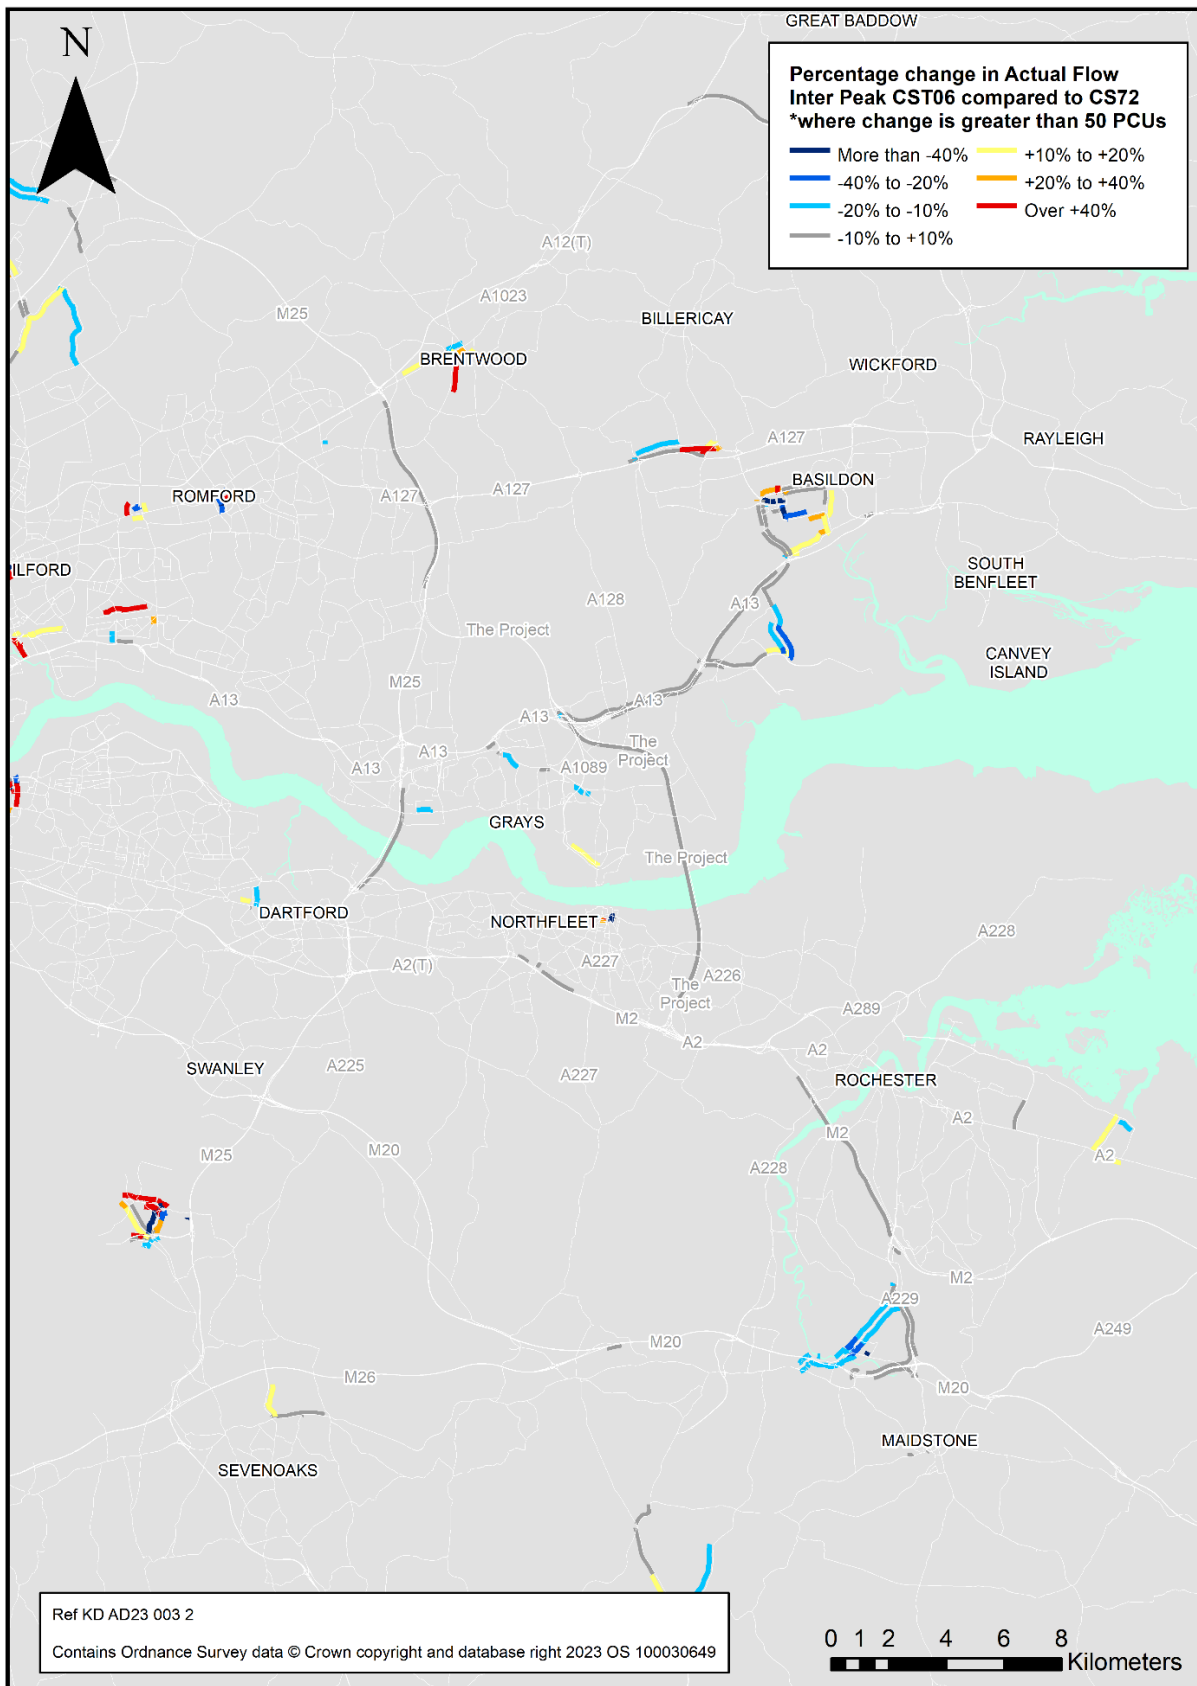 GREAT BADDOW
N
Percentage change in Actual Flow
Inter Peak CST06 compared to CS72
*where change is greater than 50 PCUs
More than -40%
+10% to +20%
-40% to -20%
+20% to +40%
-20% to -10%
Over +40%
-10% to +10%
A12(T)
A1023
M25
BILLERICAY
BRENTWOOD
WICKFORD
A127
RAYLEIGH
BASILDON
A127
A127
ROMFORD
ILFORD
SOUTH
BENFLEET
A128
A13
The Project
CANVEY
ISLAND
M25
A13
A13
A13
The
Project
A13
A13
A1089
GRAYS
The Project
DARTFORD
NORTHFLEET
A228
A227
A2(T)
A226
The
Project
A289
M2
A2
A2
SWANLEY
A225
A227
ROCHESTER
A2
M2
M25
M20
A228
A2
M2
A229
A249
M20
M26
M20
MAIDSTONE
SEVENOAKS
Ref KD AD23 003 2
Contains Ordnance Survey data © Crown copyright and database right 2023 OS 100030649
0 1 2 4 6 8
Kilometers